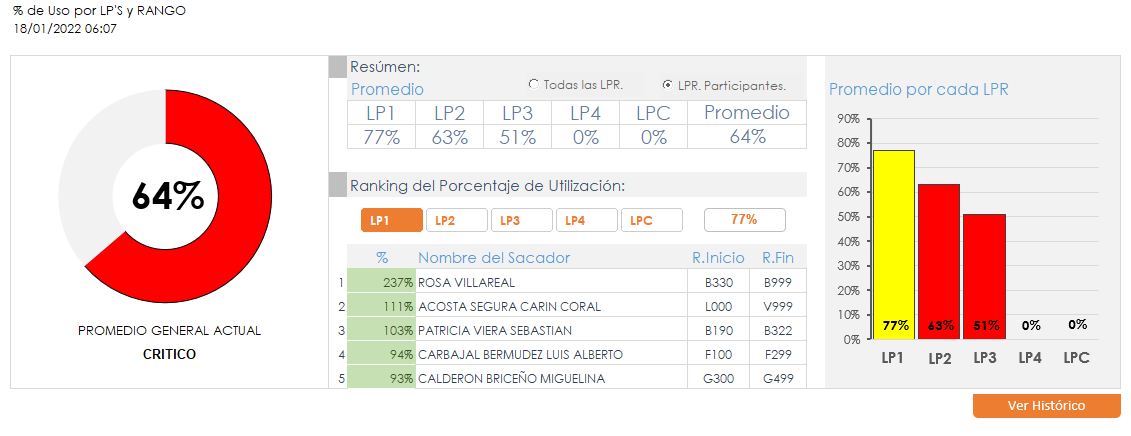 % de Uso por LP'S y RANGO
18/01/2022 06:07
64%
PROMEDIO GENERAL ACTUAL
CRITICO
Resúmen:
Promedio
Todas las LPR.
LPR. Participantes.
LP1 LP2 LP3 LP4 LPC Promedio
77% 63% 51% 0% 0% 64%
Ranking del Porcentaje de Utilización:
LP1 LP2 LP3 LP4 LPC 77%
% Nombre del Sacador R.Inicio R.Fin
1 237% ROSA VILLAREAL B330 B999
2 111% ACOSTA SEGURA CARIN CORAL L000 V999
3 103% PATRICIA VIERA SEBASTIAN B190 B322
4 94% CARBAJAL BERMUDEZ LUIS ALBERTO F100 F299
5 93% CALDERON BRICEÑO MIGUELINA G300 G499
Promedio por cada LPR
90%
80%
70%
60%
50%
40%
30%
20%
10%
0%
77% 63% 51% 0% 0%
LP1 LP2 LP3 LP4 LPC
Ver Histórico